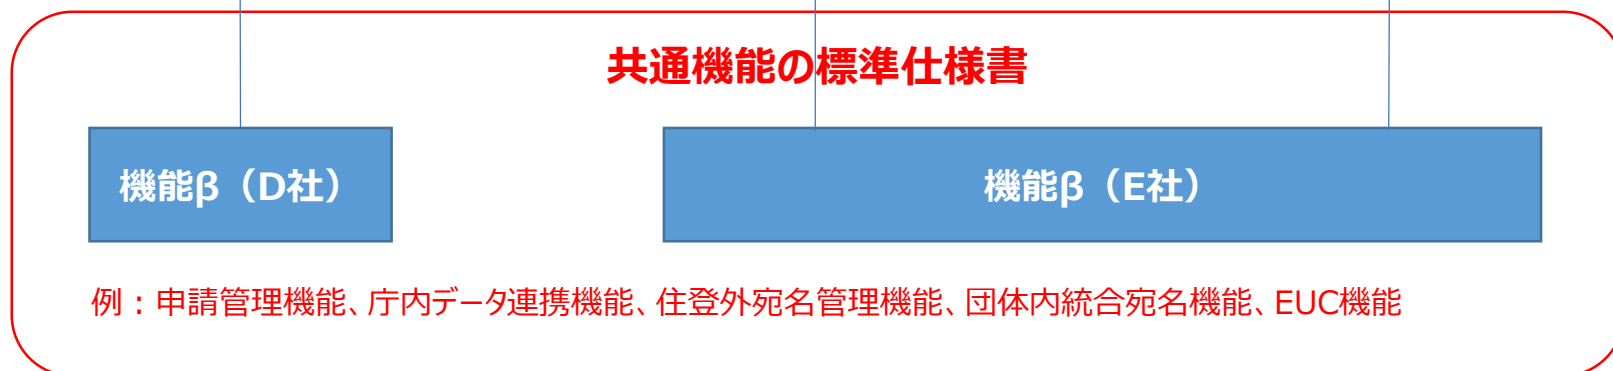 共通機能の標準仕様書
機能β（D社）
機能β（E社）
例：申請管理機能、庁内データ連携機能、住登外宛名管理機能、団体内統合宛名機能、EUC機能